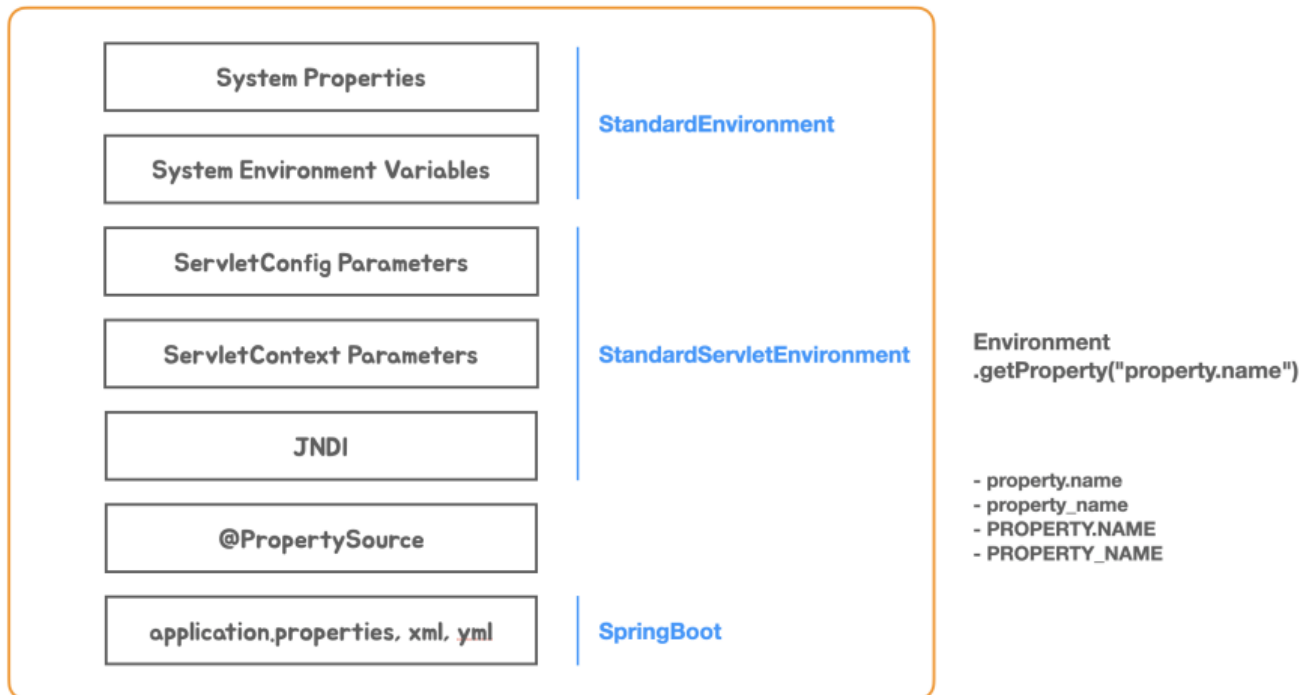 System Properties
StandardEnvironment
System Environment Variables
ServletConfig Parameters
ServletContext Parameters
StandardServletEnvironment
JNDI
@PropertySource
application.properties, xml, yml
SpringBoot
Environment
.getProperty("property.name")
- property.name
- property_name
- PROPERTY.NAME
- PROPERTY_NAME